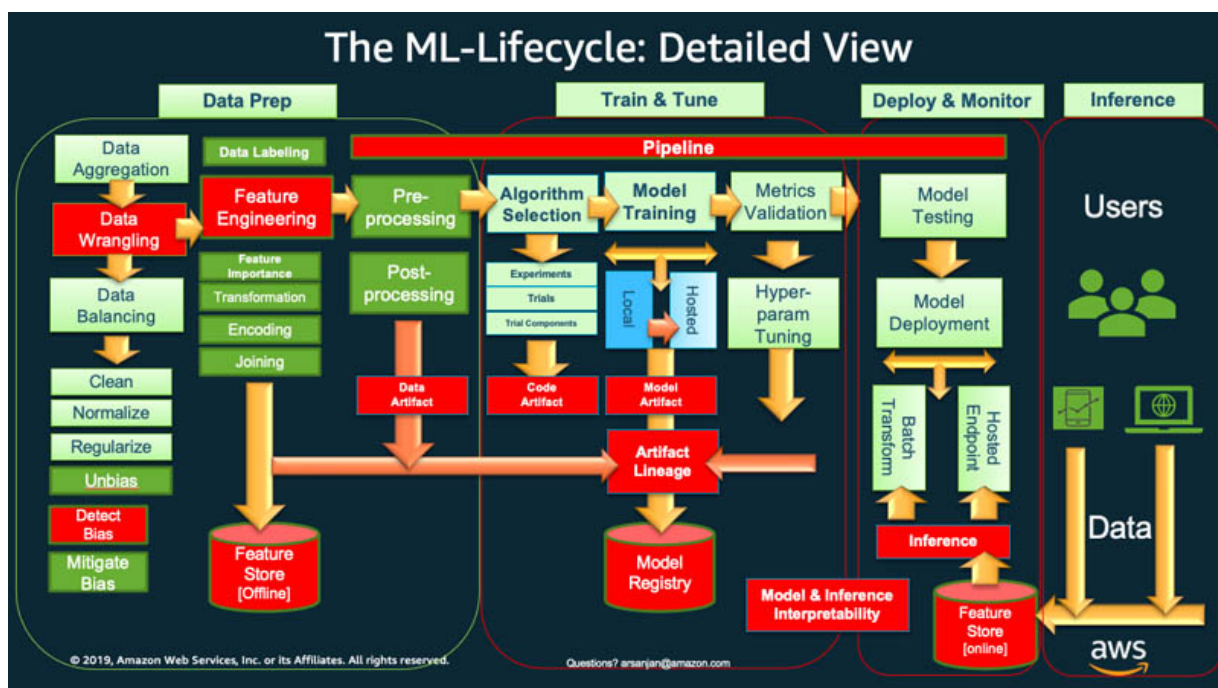 The ML-Lifecycle: Detailed View
Data Prep
Train & Tune
Deploy & Monitor
Inference
Pipeline
Data
Aggregation
Data
Wrangling
Data
Balancing
Clean
Normalize
Regularize
Unbias
Detect
Bias
Mitigate
Bias
Data Labeling
Feature
Engineering
Feature
Importance
Transformation
Encoding
Joining
Feature
Store
[Offline]
Pre-
processing
Post-
processing
Data
Artifact
Algorithm
Selection
Experiments
Trials
Trial Components
Code
Artifact
Model
Training
Local
Hosted
Model
Artifact
Artifact
Lineage
Model
Registry
Metrics
Validation
Hyper-
param
Tuning
Model & Inference
Interpretability
Model
Testing
Model
Deployment
Batch
Transform
Hosted
Endpoint
Inference
Feature
Store
[online]
Users
Data
aws
© 2019, Amazon Web Services, Inc. or its Affiliates. All rights reserved.
Questions? arsanjan@amazon.com